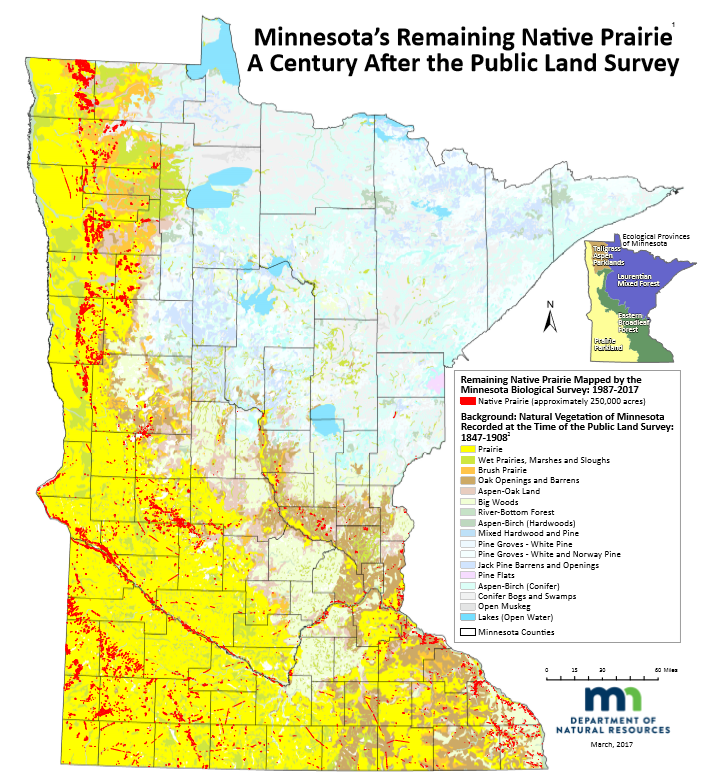 Minnesota's Remaining Native Prairie1
A Century After the Public Land Survey
Ecological Provinces
of Minnesota
Tallgrass
Aspen
Parklands
Laurentian
Mixed Forest
Eastern
Broadleaf
Forest
Prairie
Parkland
N
Remaining Native Prairie Mapped by the
Minnesota Biological Survey: 1987-2017
Native Prairie (approximately 250,000 acres)
Background: Natural Vegetation of Minnesota
Recorded at the Time of the Public Land Survey:
1847-1908²
Prairie
Wet Prairies, Marshes and Sloughs
Brush Prairie
Oak Openings and Barrens
Aspen-Oak Land
Big Woods
River-Bottom Forest
Aspen-Birch (Hardwoods)
Mixed Hardwood and Pine
Pine Groves - White Pine
Pine Groves - White and Norway Pine
Jack Pine Barrens and Openings
Pine Flats
Aspen-Birch (Conifer)
Conifer Bogs and Swamps
Open Muskeg
Lakes (Open Water)
Minnesota Counties
0 15 30 60 Miles
mn
DEPARTMENT OF
NATURAL RESOURCES
March, 2017